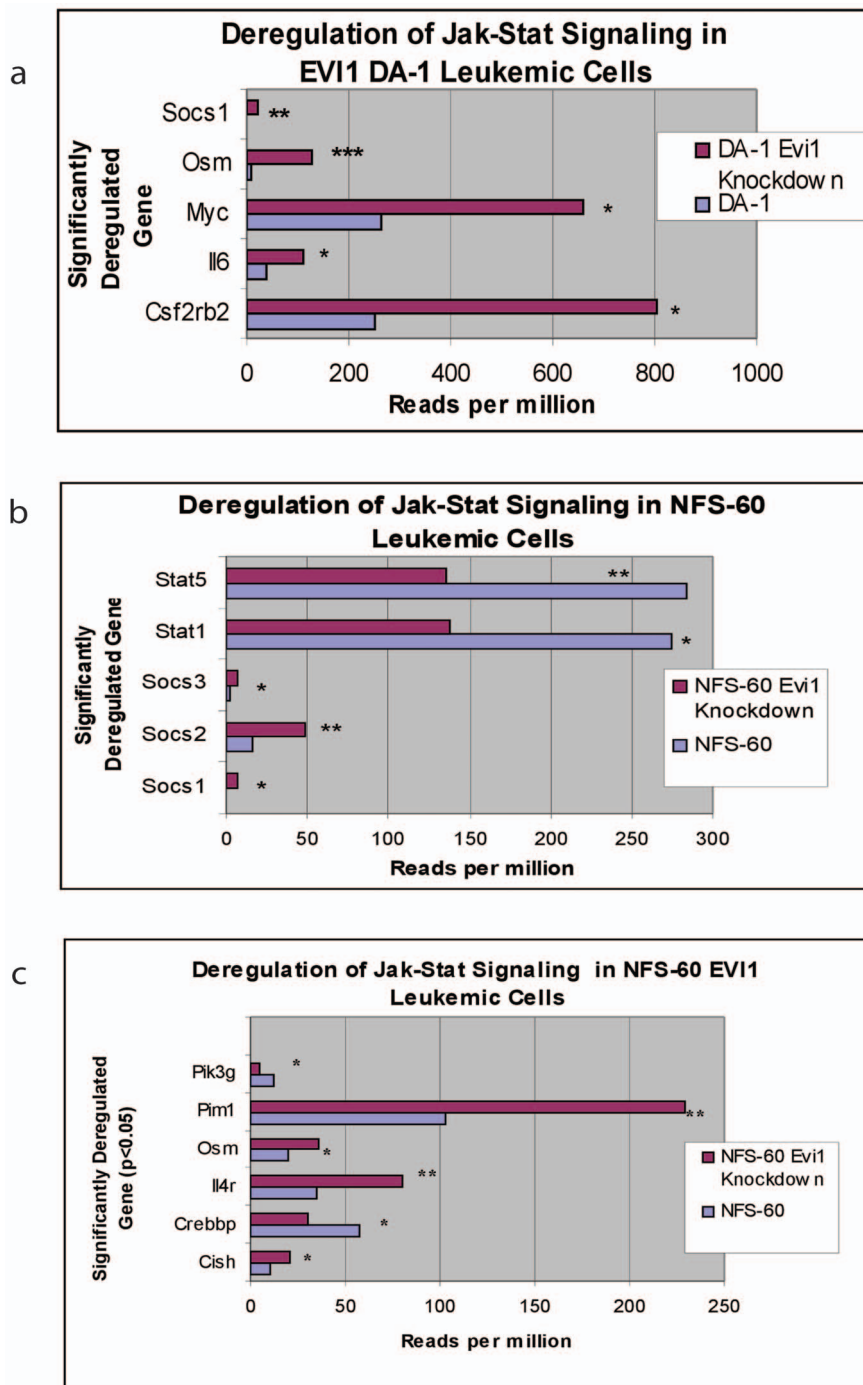 a
Deregulation of Jak-Stat Signaling in
EVI1 DA-1 Leukemic Cells
Significantly
Deregulated
Gene
Socs1
**
Osm
***
Myc
*
Il6
*
Csf2rb2
*
0 200 400 600 800 1000
Reads per million
DA-1 Evi1
Knockdown
DA-1
b
Deregulation of Jak-Stat Signaling in NFS-60
Leukemic Cells
Significantly
Deregulated Gene
Stat5
**
Stat1
*
Socs3
*
Socs2
**
Socs1
*
0 50 100 150 200 250 300
Reads per million
NFS-60 Evi1
Knockdown
NFS-60
c
Deregulation of Jak-Stat Signaling in NFS-60 EVI1
Leukemic Cells
Significantly Deregulated
Gene (p<0.05)
Pik3g
*
Pim1
**
Osm
*
Il4r
**
Crebbp
*
Cish
*
0 50 100 150 200 250
Reads per million
NFS-60 Evi1
Knockdown
NFS-60